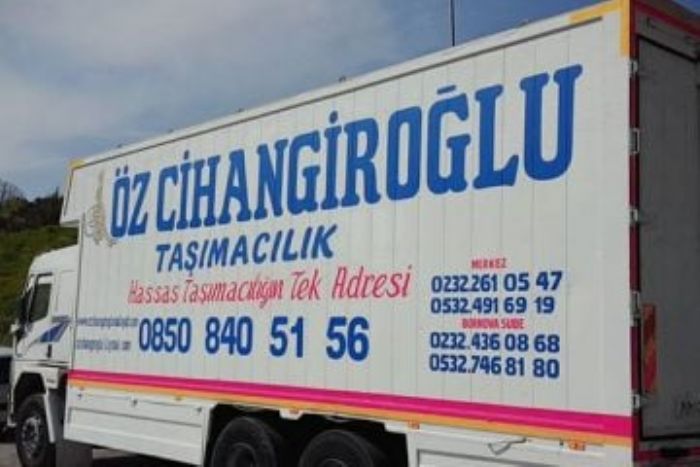 ÖZ CİHANGİROĞLU
TAŞIMACILIK
Hassas Taşımacılığın Tek Adresi
0850 840 51 56
MERKEZ
0232.261 05 47
0532.491 69 19
BORNOVA ŞUBE
0232.436 08 68
0532.746 81 80